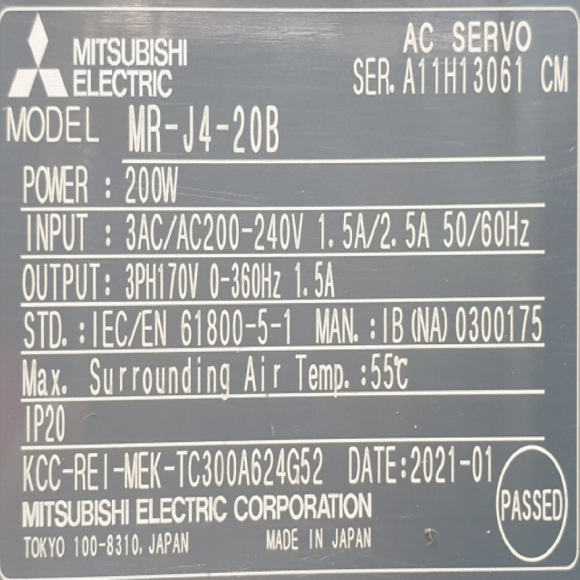 MITSUBISHI ELECTRIC
AC SERVO
SER. A11H13061 CM
MODEL MR-J4-20B
POWER : 200W
INPUT : 3AC/AC200-240V 1.5A/2.5A 50/60Hz
OUTPUT: 3PH170V 0-360Hz 1.5A
STD. : IEC/EN 61800-5-1 MAN. : IB(NA)0300175
Max. Surrounding Air Temp. :55℃
IP20
KCC-REI-MEK-TC300A624G52 DATE:2021-01
MITSUBISHI ELECTRIC CORPORATION
TOKYO 100-8310, JAPAN MADE IN JAPAN
PASSED